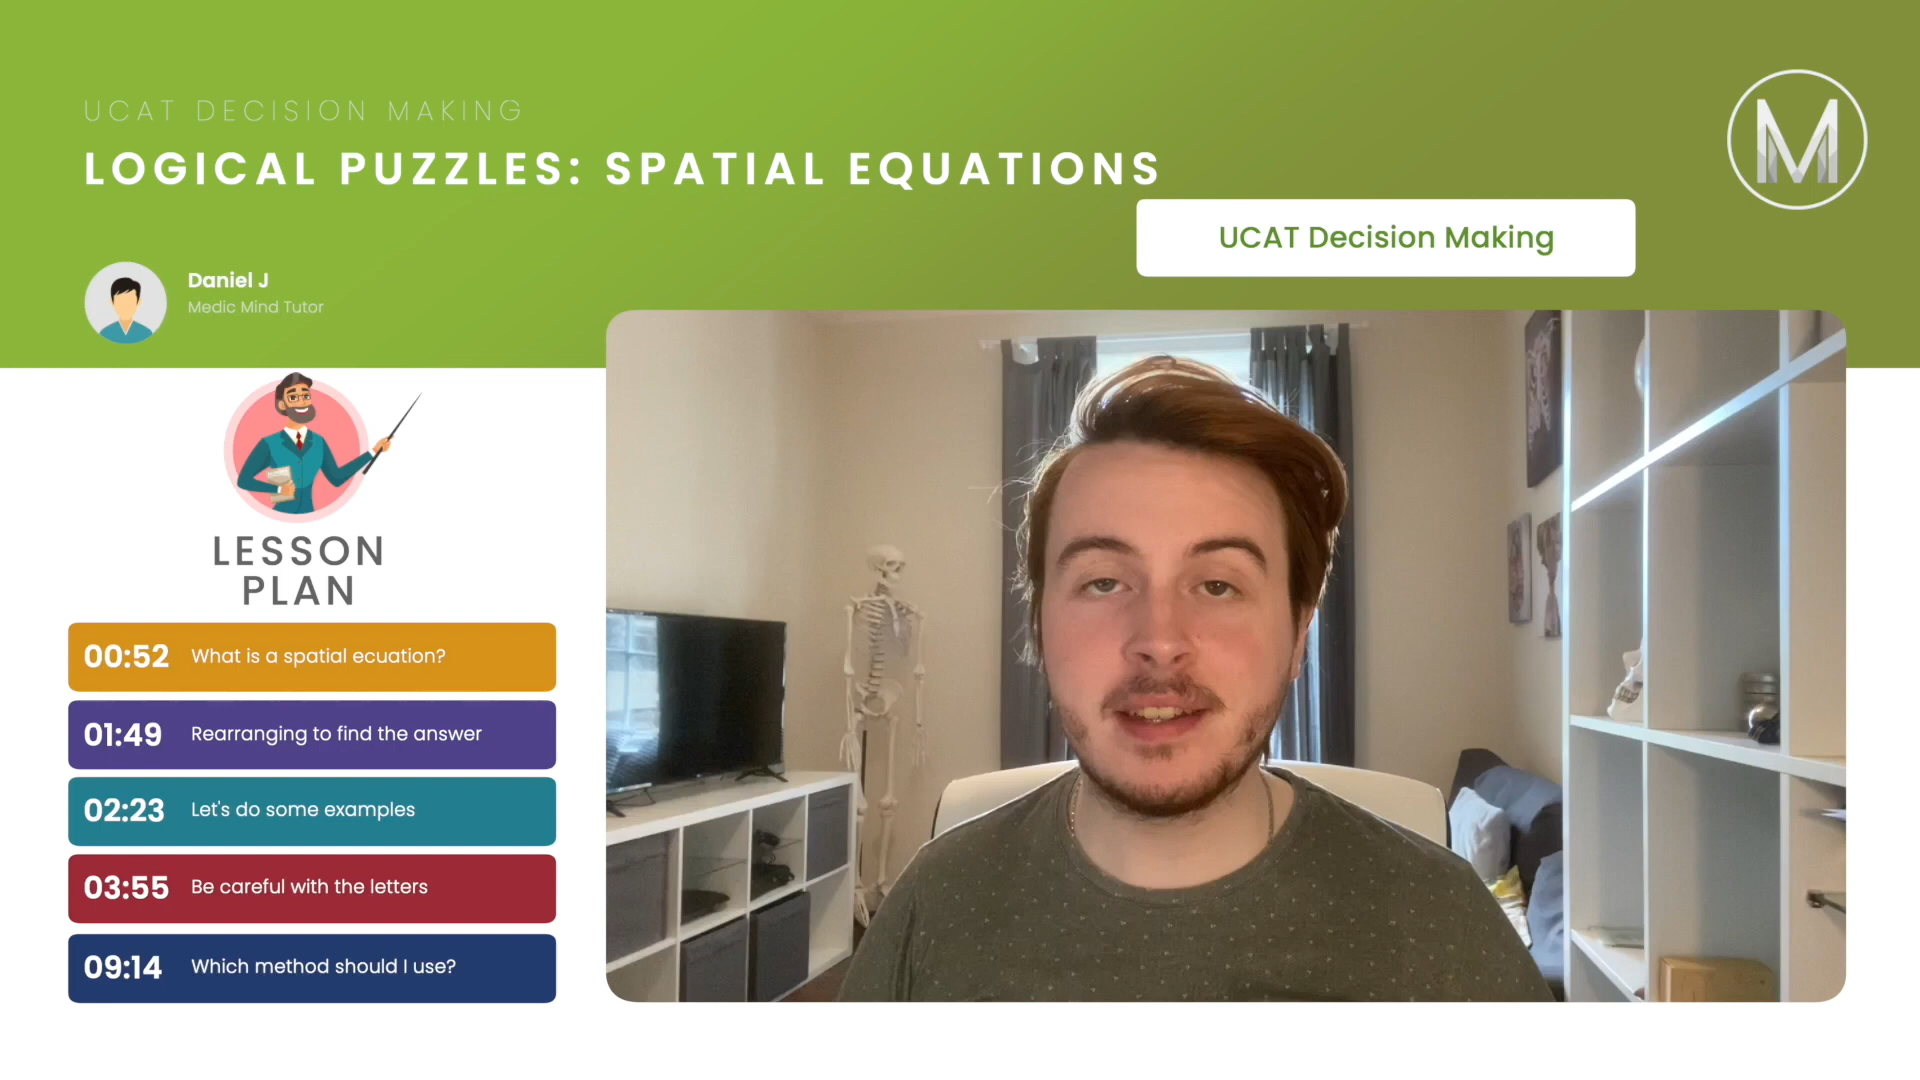 UCAT DECISION MAKING
LOGICAL PUZZLES: SPATIAL EQUATIONS
UCAT Decision Making
Daniel J
Medic Mind Tutor
LESSON
PLAN
00:52 What is a spatial ecuation?
01:49 Rearranging to find the answer
02:23 Let's do some examples
03:55 Be careful with the letters
09:14 Which method should I use?